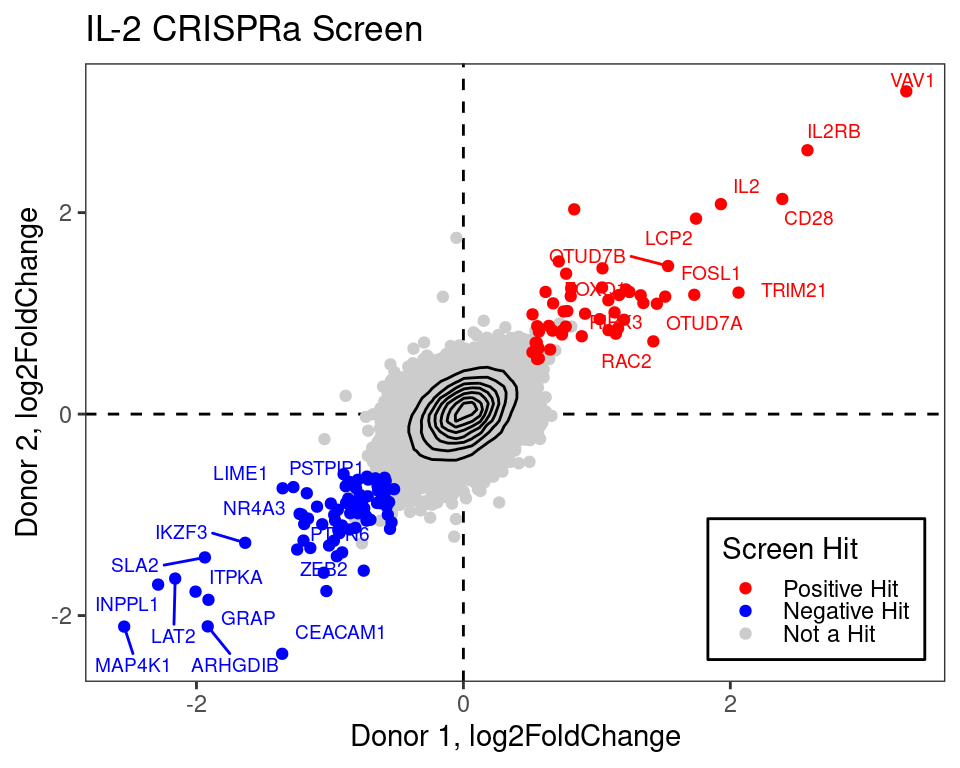 IL-2 CRISPRa Screen
VAV1
IL2RB
IL2
CD28
2
LCP2
OTUD7B
FOSL1
FOXD1
TRIM21
OTUD7A
RAC2
Donor 2, log2FoldChange
0
LIME1
PSTPIP1
NR4A3
IKZF3
PTPN6
SLA2
ZEB2
ITPKA
INPPL1
GRAP
-2
LAT2
CEACAM1
MAP4K1
ARHGDIB
Screen Hit
Positive Hit
Negative Hit
Not a Hit
-2
0
2
Donor 1, log2FoldChange